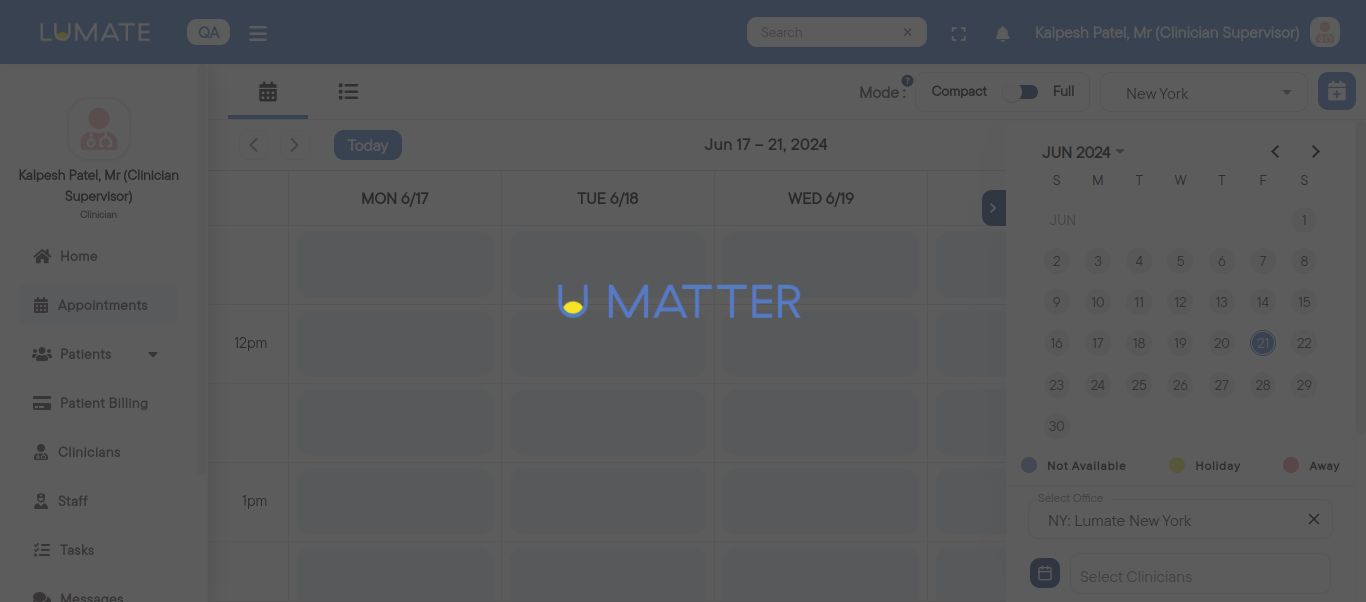 LUMATE
QA
Search
Kalpesh Patel, Mr (Clinician Supervisor)
Mode :
?
Compact
Full
New York
Kalpesh Patel, Mr (Clinician
Supervisor)
Clinician
Home
Appointments
Patients
Patient Billing
Clinicians
Staff
Tasks
Messages
Today
Jun 17 – 21, 2024
MON 6/17
TUE 6/18
WED 6/19
12pm
1pm
U MATTER
JUN 2024
S M T W T F S
JUN 1
2 3 4 5 6 7 8
9 10 11 12 13 14 15
16 17 18 19 20 21 22
23 24 25 26 27 28 29
30
Not Available
Holiday
Away
Select Office
NY: Lumate New York
Select Clinicians